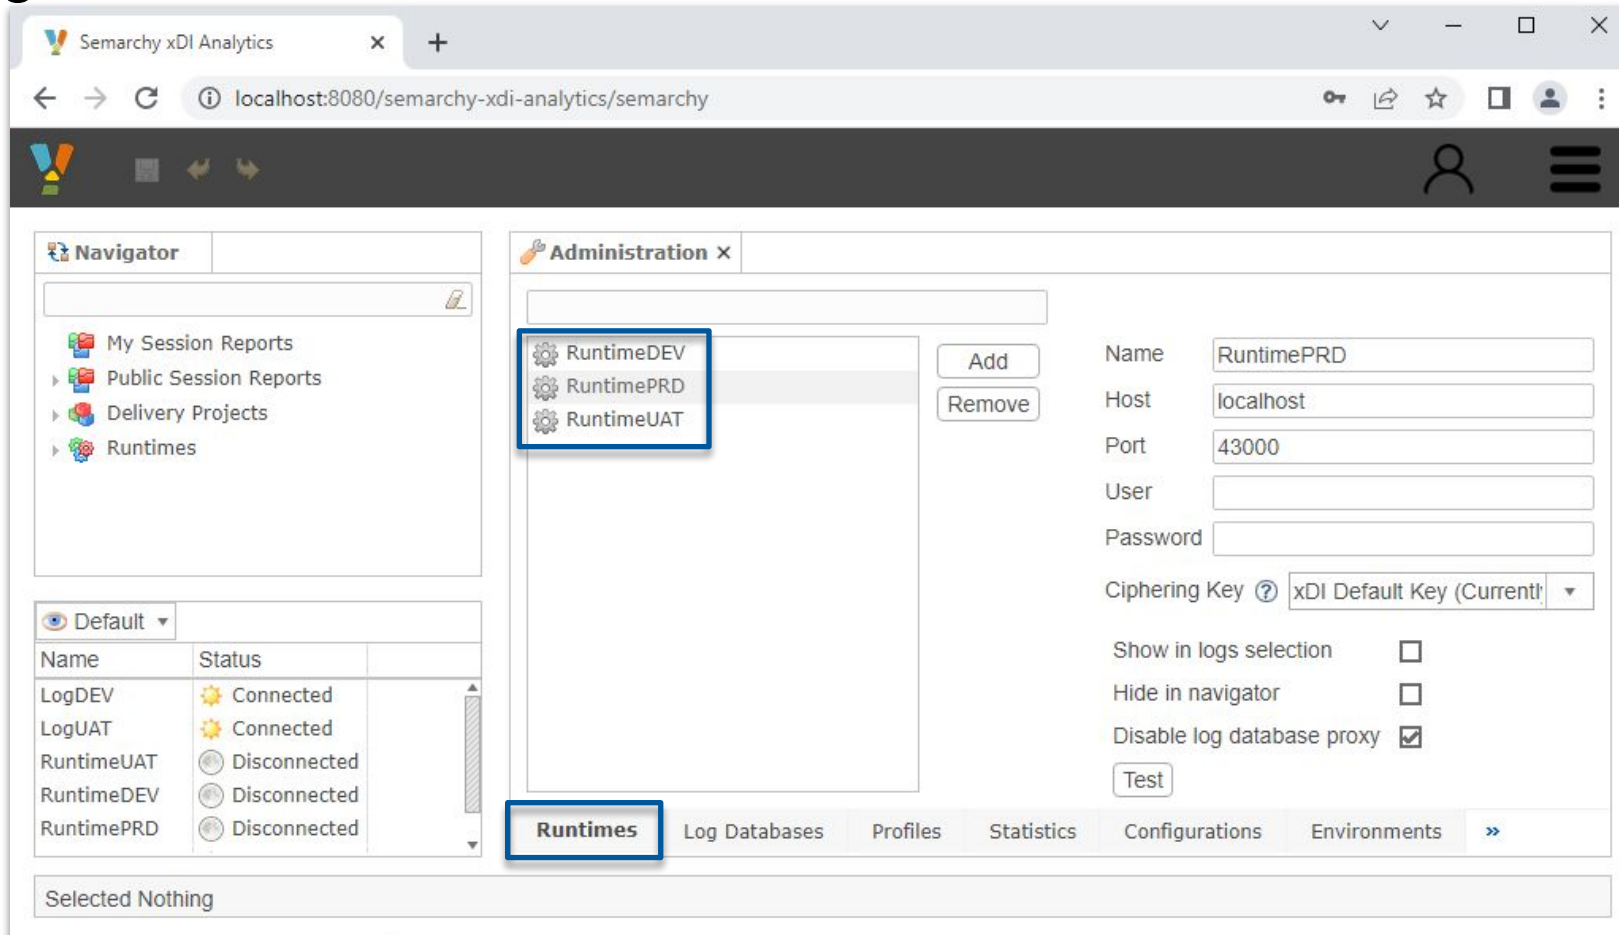 Semarchy xDI Analytics
localhost:8080/semarchy-xdi-analytics/semarchy
Navigator
My Session Reports
Public Session Reports
Delivery Projects
Runtimes
Default
Name Status
LogDEV Connected
LogUAT Connected
RuntimeUAT Disconnected
RuntimeDEV Disconnected
RuntimePRD Disconnected
Administration
RuntimeDEV
RuntimePRD
RuntimeUAT
Add
Remove
Name RuntimePRD
Host localhost
Port 43000
User
Password
Ciphering Key xDI Default Key (Currently
Show in logs selection
Hide in navigator
Disable log database proxy
Test
Runtimes Log Databases Profiles Statistics Configurations Environments »
Selected Nothing